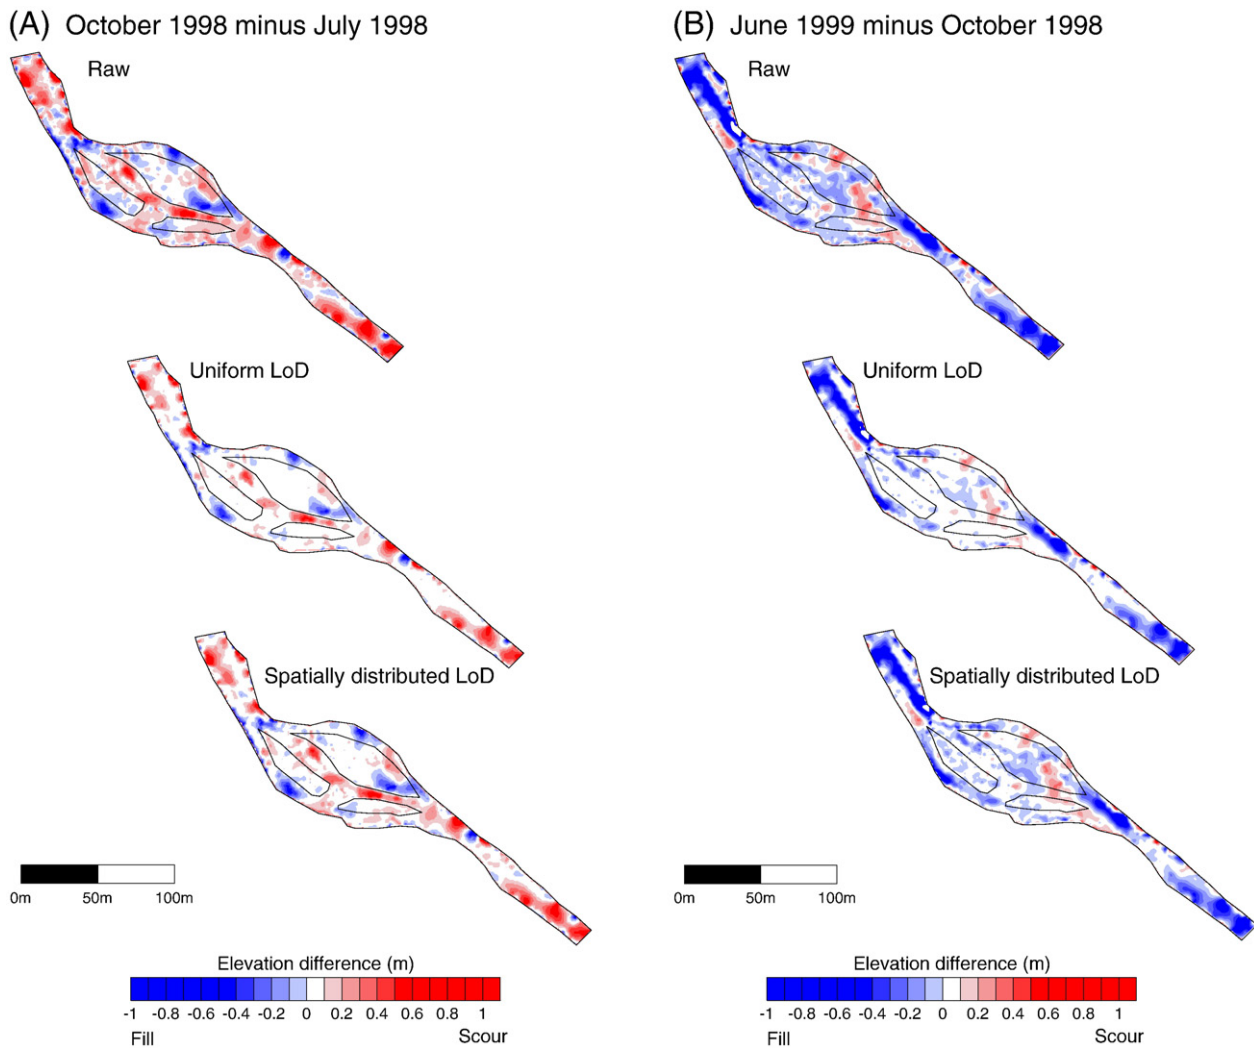 (A) October 1998 minus July 1998
Raw
Uniform LoD
Spatially distributed LoD
0m 50m 100m
Elevation difference (m)
-1 -0.8 -0.6 -0.4 -0.2 0 0.2 0.4 0.6 0.8 1
Fill Scour
(B) June 1999 minus October 1998
Raw
Uniform LoD
Spatially distributed LoD
0m 50m 100m
Elevation difference (m)
-1 -0.8 -0.6 -0.4 -0.2 0 0.2 0.4 0.6 0.8 1
Fill Scour